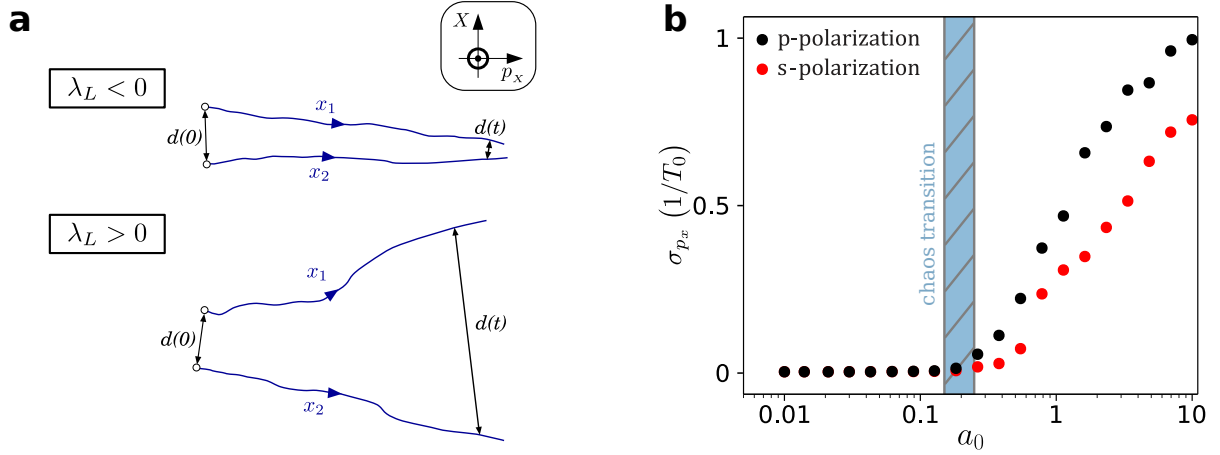 a
X
p_X
λ_L < 0
x_1
d(0)
d(t)
x_2
λ_L > 0
x_1
d(0)
d(t)
x_2
b
p-polarization
s-polarization
chaos transition
σ_{p_x} (1/T_0)
1
0.5
0
0.01
0.1
1
10
a_0